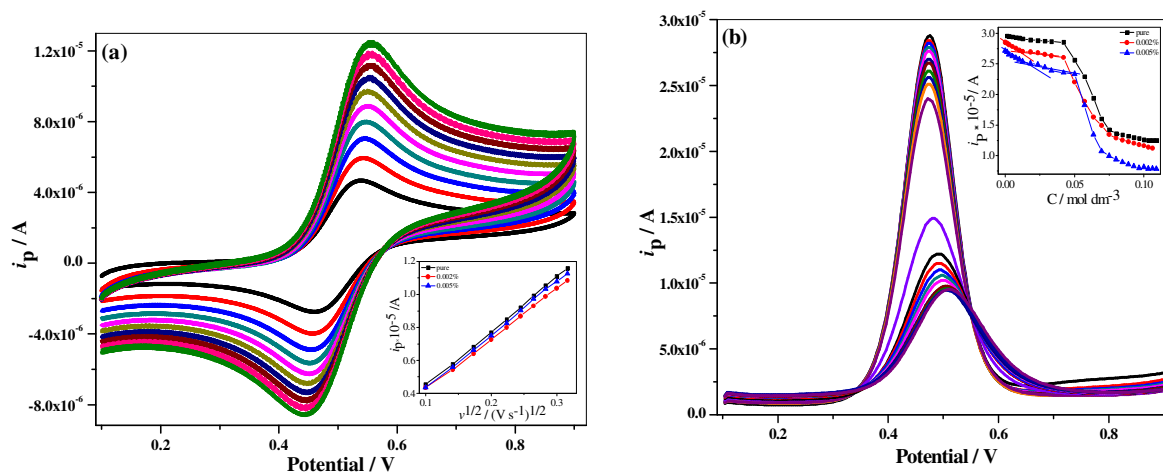 (a)
1.2x10-5
8.0x10-6
4.0x10-6
0.0
-4.0x10-6
-8.0x10-6
ip / A
0.2 0.4 0.6 0.8
Potential / V
pure
0.002%
0.005%
1.2
1.0
0.8
0.6
0.4
ip*10-5 /A
0.1 0.2 0.3
v1/2 / (V s-1)1/2
(b)
3.0x10-5
2.5x10-5
2.0x10-5
1.5x10-5
1.0x10-5
5.0x10-6
0.0
ip / A
0.2 0.4 0.6 0.8
Potential / V
pure
0.002%
0.005%
3.0
2.5
2.0
1.5
1.0
ip * 10-5/ A
0.00 0.05 0.10
C / mol dm-3